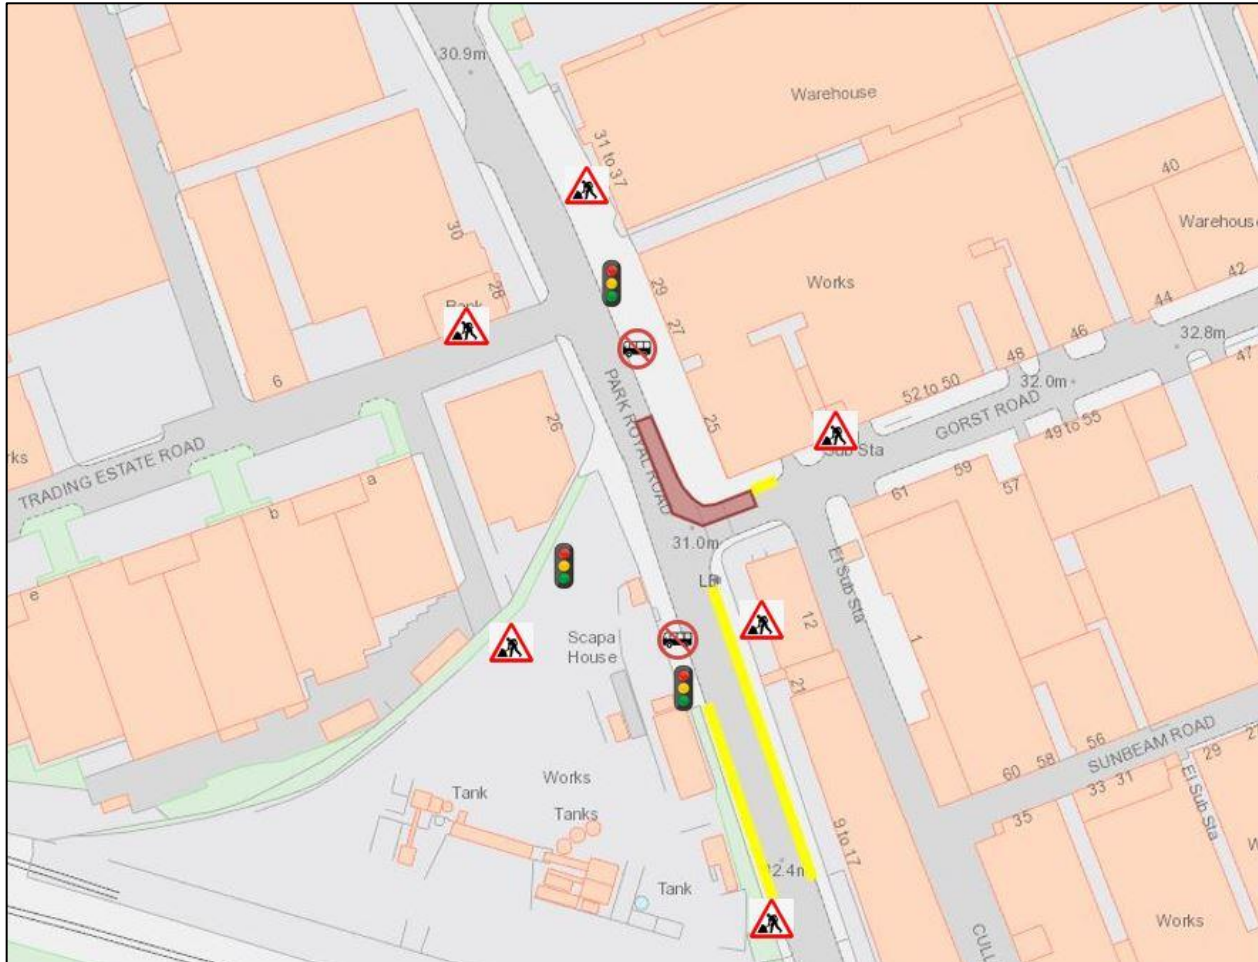 30.9m
Warehouse
31 to 37
40
Warehouse
30
28
29
Works
42
44
46
32.8m
47
27
48
6
PARK ROYAL ROAD
52 to 50
32.0m
26
25
GORST ROAD
49 to 55
Sub Sta
59
TRADING ESTATE ROAD
a
61
57
b
31.0m
El Sub Sta
LB
e
12
1
Scapa
House
21
56
SUNBEAM ROAD
29
27
58
60
31
33
El Sub Sta
Works
Tank
Tanks
35
9 to 17
Tank
Works
CULL